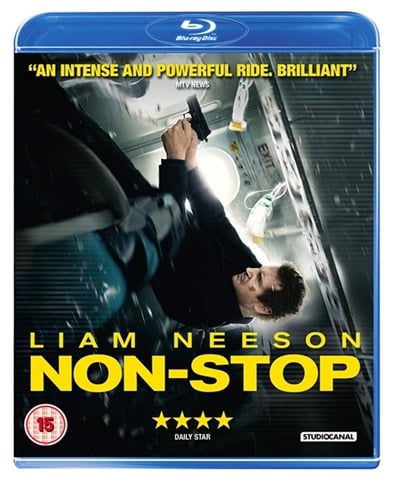 Blu-ray Disc
“AN INTENSE AND POWERFUL RIDE. BRILLIANT”
MTV NEWS
EXIT
LIAM NEESON
NON-STOP
15
DAILY STAR
STUDIOCANAL